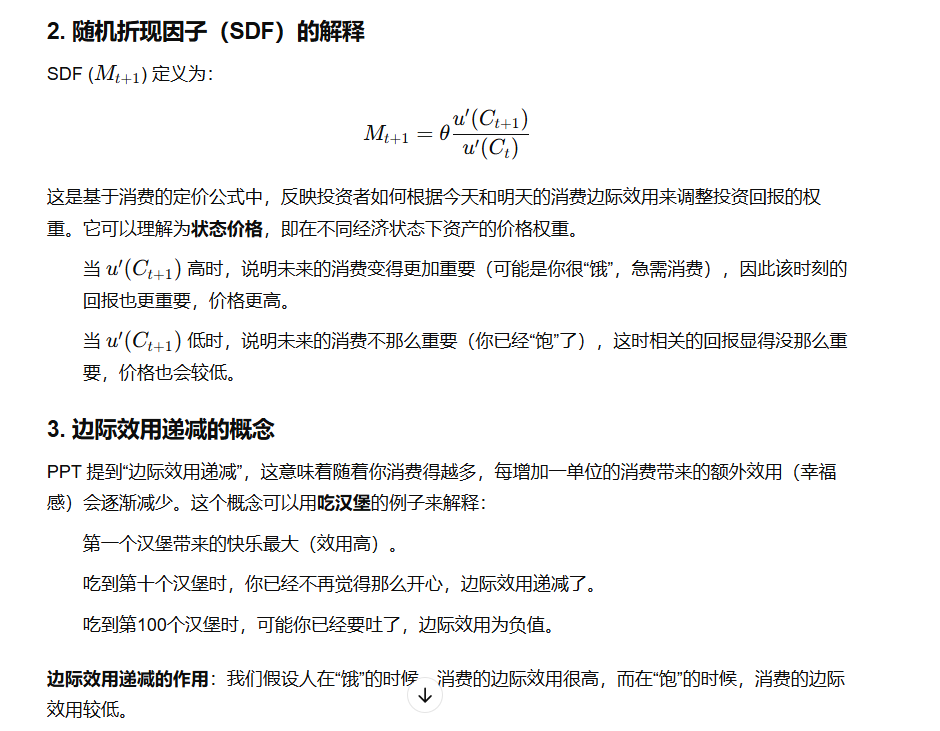 2. 随机折现因子（SDF）的解释
SDF (M_{t+1}) 定义为：
M_{t+1} = θ \frac{u'(C_{t+1})}{u'(C_t)}
这是基于消费的定价公式中，反映投资者如何根据今天和明天的消费边际效用来调整投资回报的权
重。它可以理解为状态价格，即在不同经济状态下资产的价格权重。
当 u'(C_{t+1}) 高时，说明未来的消费变得更加重要（可能是你很“饿”，急需消费），因此该时刻的
回报也更重要，价格更高。
当 u'(C_{t+1}) 低时，说明未来的消费不那么重要（你已经“饱”了），这时相关的回报显得没那么重
要，价格也会较低。
3. 边际效用递减的概念
PPT 提到“边际效用递减”，这意味着随着你消费得越多，每增加一单位的消费带来的额外效用（幸福
感）会逐渐减少。这个概念可以用吃汉堡的例子来解释：
第一个汉堡带来的快乐最大（效用高）。
吃到第十个汉堡时，你已经不再觉得那么开心，边际效用递减了。
吃到第100个汉堡时，可能你已经要吐了，边际效用为负值。
边际效用递减的作用：我们假设人在“饿”的时候，消费的边际效用很高，而在“饱”的时候，消费的边际
效用较低。